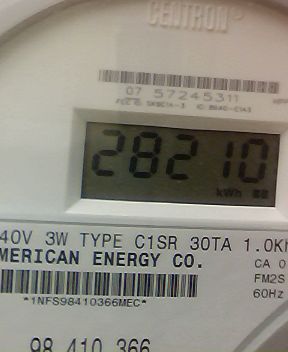 CENTRON®
07 57245311
28210
kWh
40V 3W TYPE C1SR 30TA 1.0Kh
MERICAN ENERGY CO.
CA 0
FM2S
*1NFS98410366MEC*
60Hz
98 410 366